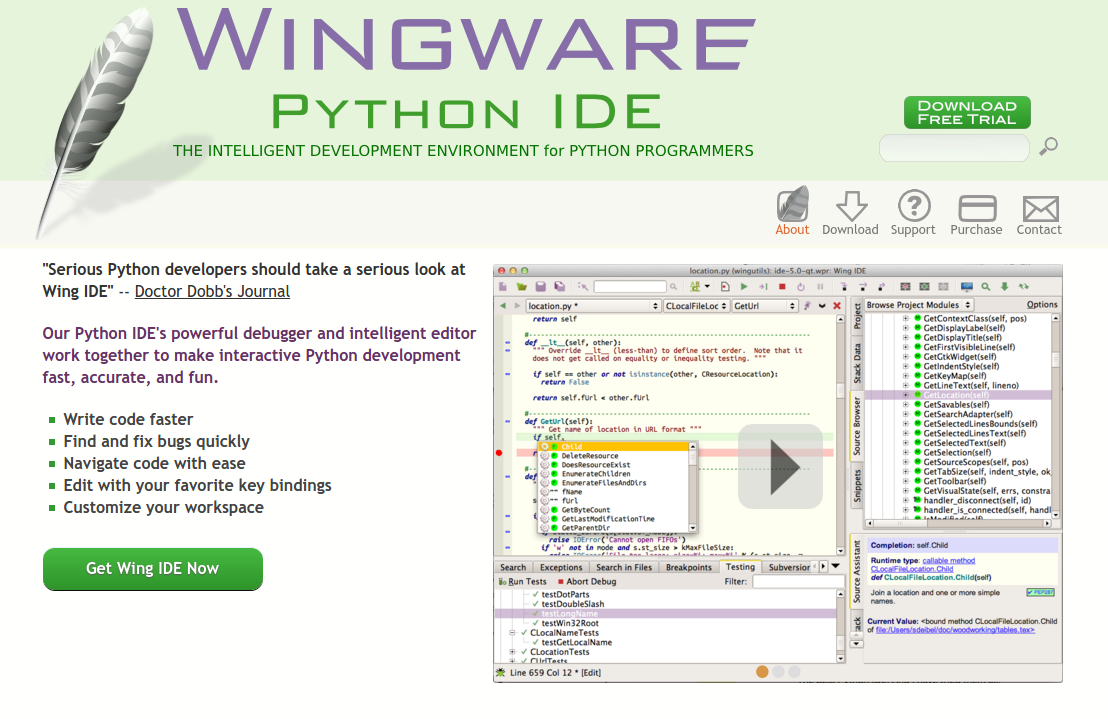 WINGWARE
PYTHON IDE
THE INTELLIGENT DEVELOPMENT ENVIRONMENT for PYTHON PROGRAMMERS
DOWNLOAD
FREE TRIAL
About
Download
Support
Purchase
Contact
"Serious Python developers should take a serious look at
Wing IDE" -- Doctor Dobb's Journal
Our Python IDE's powerful debugger and intelligent editor
work together to make interactive Python development
fast, accurate, and fun.
Write code faster
Find and fix bugs quickly
Navigate code with ease
Edit with your favorite key bindings
Customize your workspace
Get Wing IDE Now
location.py (wingutils): ide-5.0-qt.wpr: Wing IDE
location.py *
CLocalFileLoc
GetUrl
return self
#
def __lt__(self, other):
""" Override __lt__ (less-than) to define sort order. Note that it
does not get called on equality or inequality testing. """
if self == other or not isinstance(other, CResourceLocation):
return False
return self.fUrl < other.fUrl
#
def GetUrl(self):
""" Get name of location in URL format """
if self.
Child
DeleteResource
DoesResourceExist
EnumerateChildren
EnumerateFilesAndDirs
fName
fUrl
GetByteCount
GetLastModificationTime
GetParentDir
raise IOError('Cannot open FIFOs')
if 'w' not in mode and s.st_size > kMaxFileSize:
Project
Stack Data
Source Browser
Snippets
Browse Project Modules
Options
GetContextClass(self, pos)
GetDisplayLabel(self)
GetDisplayTitle(self)
GetFirstVisibleLine(self)
GetGtkWidget(self)
GetIndentStyle(self)
GetKeyMap(self)
GetLineText(self, lineno)
GetLocation(self)
GetSavables(self)
GetSearchAdapter(self)
GetSelectedLinesBounds(self)
GetSelectedLinesText(self)
GetSelectedText(self)
GetSelection(self)
GetSourceScopes(self, pos)
GetTabSize(self, indent_style, ok
GetToolbar(self)
GetVisualState(self, errs, constra
handler_disconnect(self, id)
handler_is_connected(self, handl
Search
Exceptions
Search in Files
Breakpoints
Testing
Subversion
Run Tests
Abort Debug
Filter:
testDotParts
testDoubleSlash
testLongName
testWin32Root
CLocalNameTests
testGetLocalName
CLocationTests
CUrlTests
Line 659 Col 12 * [Edit]
Source Assistant
Completion: self.Child
Runtime type: callable method
CLocalFileLocation.Child
def CLocalFileLocation.Child(self)
Join a location and one or more simple
names.
PEP287
Current Value: <bound method CLocalFileLocation.Child
of file:/Users/sdeibel/doc/woodworking/tables.tex>